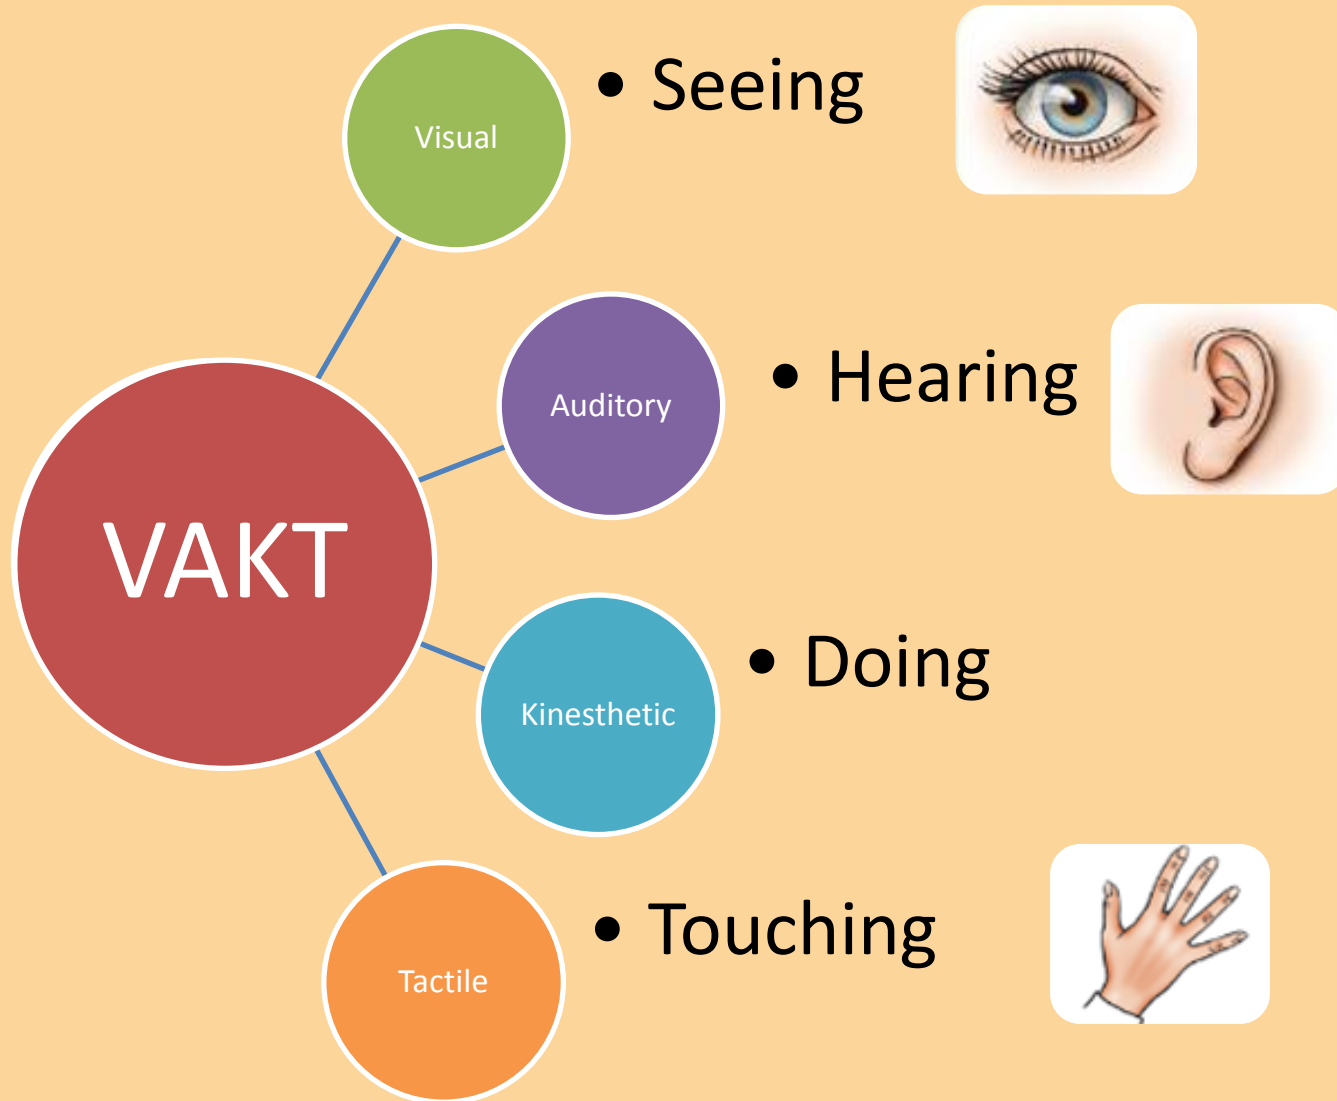 Visual
• Seeing
Auditory
• Hearing
VAKT
Kinesthetic
• Doing
Tactile
• Touching